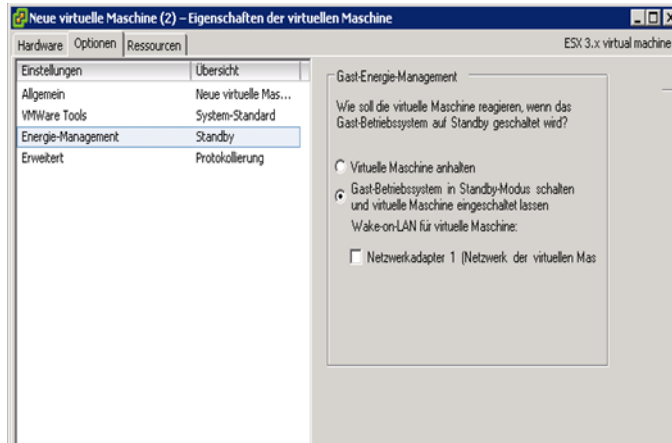 Neue virtuelle Maschine (2) – Eigenschaften der virtuellen Maschine
Hardware Optionen Ressourcen ESX 3.x virtual machine
Einstellungen Übersicht
Allgemein Neue virtuelle Mas...
VMWare Tools System-Standard
Energie-Management Standby
Erweitert Protokollierung
Gast-Energie-Management
Wie soll die virtuelle Maschine reagieren, wenn das
Gast-Betriebssystem auf Standby geschaltet wird?
Virtuelle Maschine anhalten
Gast-Betriebssystem in Standby-Modus schalten
und virtuelle Maschine eingeschaltet lassen
Wake-on-LAN für virtuelle Maschine:
Netzwerkadapter 1 (Netzwerk der virtuellen Mas